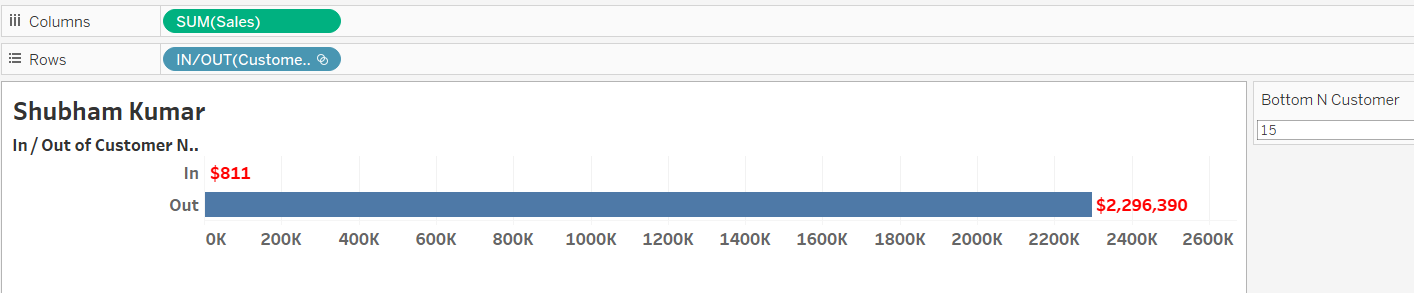 Columns SUM(Sales)
Rows IN/OUT(Custome..
Shubham Kumar
Bottom N Customer
15
In / Out of Customer N..
In $811
Out $2,296,390
0K 200K 400K 600K 800K 1000K 1200K 1400K 1600K 1800K 2000K 2200K 2400K 2600K